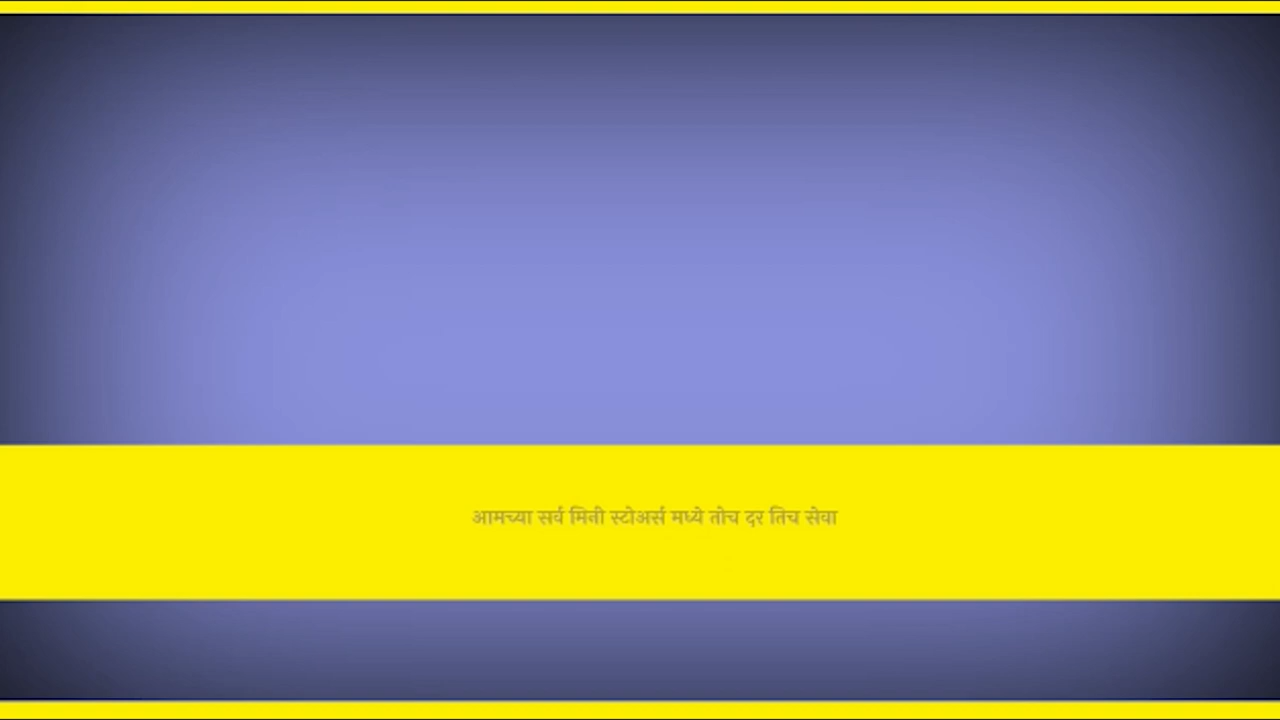 आमच्या सर्व मिनी स्टोअर्स मध्ये तोच दर तिच सेवा